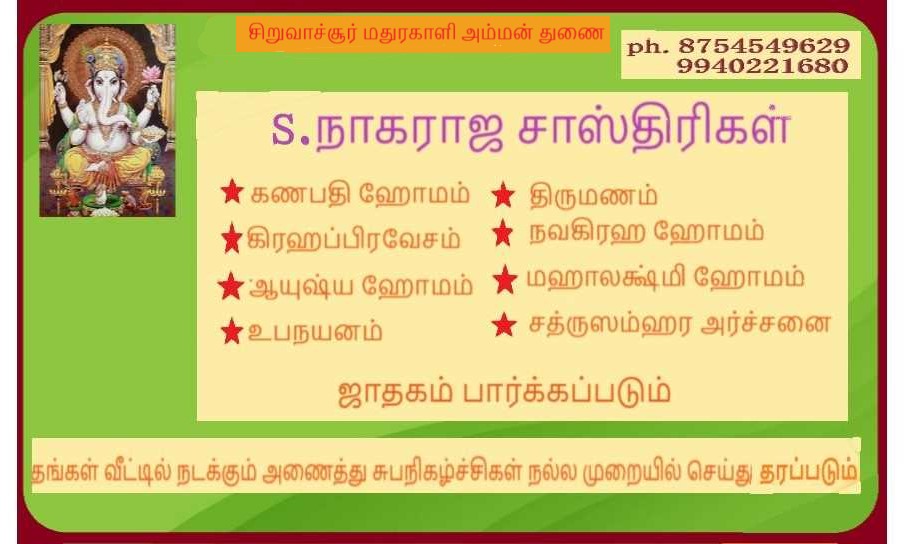 சிறுவாச்சூர் மதுரகாளி அம்மன் துணை
ph. 8754549629
9940221680
S.நாகராஜ சாஸ்திரிகள்
கணபதி ஹோமம்
திருமணம்
கிரஹப்பிரவேசம்
நவகிரஹ ஹோமம்
ஆயுஷ்ய ஹோமம்
மஹாலக்ஷ்மி ஹோமம்
உபநயனம்
சத்ருஸம்ஹர அர்ச்சனை
ஜாதகம் பார்க்கப்படும்
தங்கள் வீட்டில் நடக்கும் அணைத்து சுபநிகழ்ச்சிகள் நல்ல முறையில் செய்து தரப்படும்